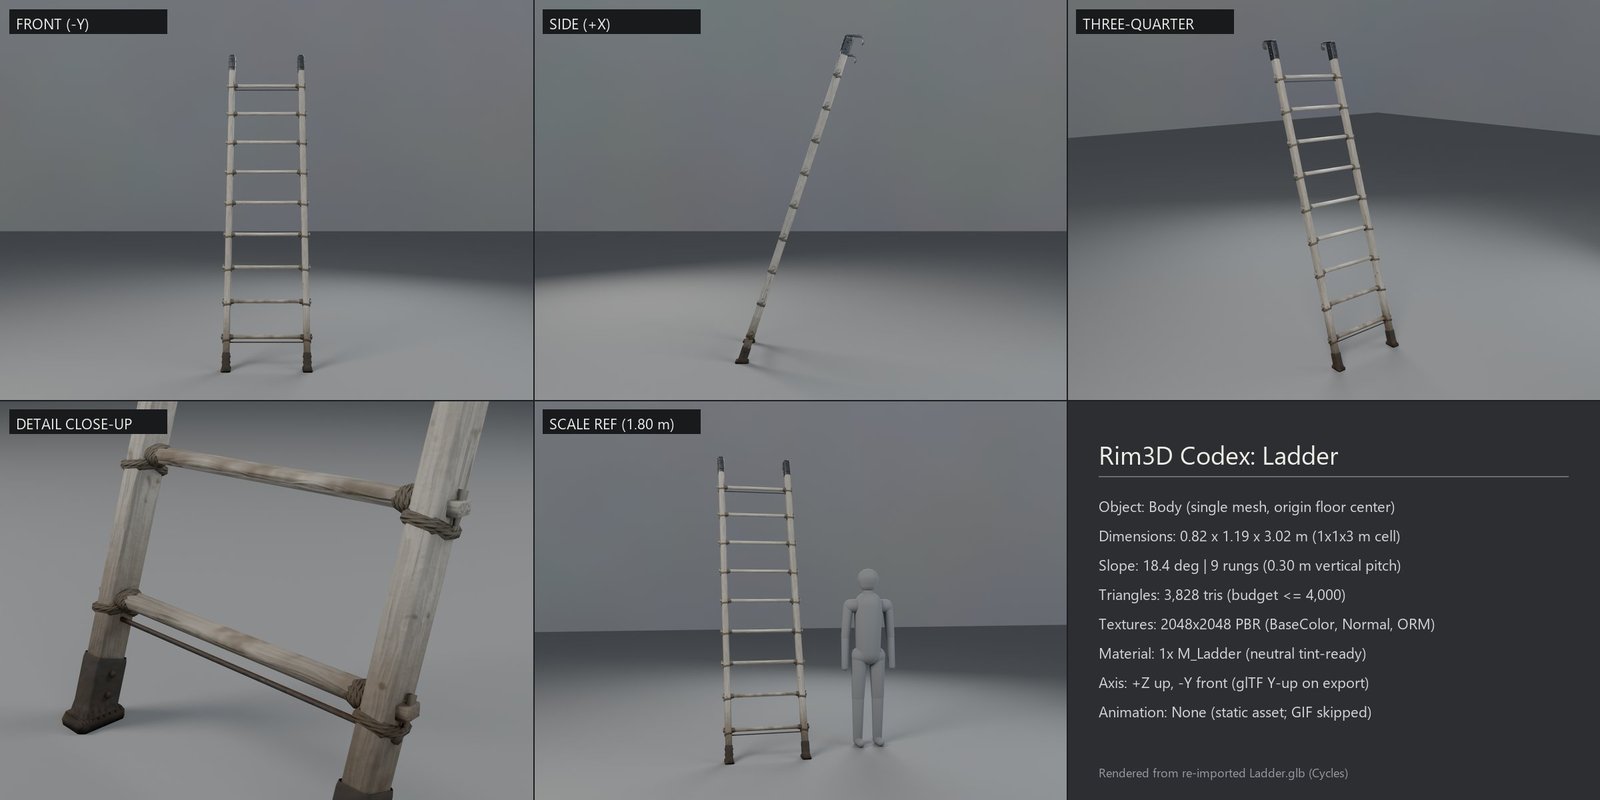 FRONT (-Y)
SIDE (+X)
THREE-QUARTER
DETAIL CLOSE-UP
SCALE REF (1.80 m)
Rim3D Codex: Ladder
Object: Body (single mesh, origin floor center)
Dimensions: 0.82 x 1.19 x 3.02 m (1x1x3 m cell)
Slope: 18.4 deg | 9 rungs (0.30 m vertical pitch)
Triangles: 3,828 tris (budget <= 4,000)
Textures: 2048x2048 PBR (BaseColor, Normal, ORM)
Material: 1x M_Ladder (neutral tint-ready)
Axis: +Z up, -Y front (glTF Y-up on export)
Animation: None (static asset; GIF skipped)
Rendered from re-imported Ladder.glb (Cycles)